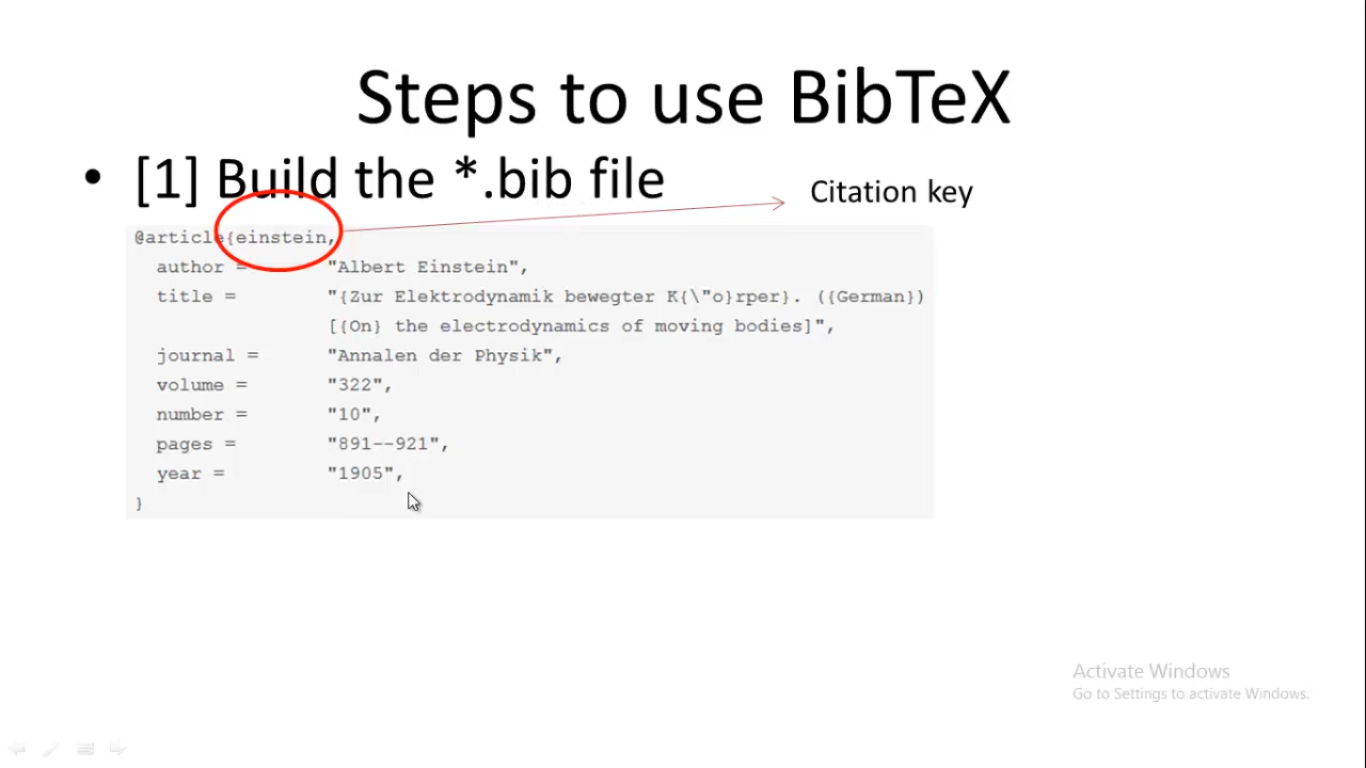 Steps to use BibTeX
• [1] Build the *.bib file
Citation key
@article{einstein,
author = "Albert Einstein",
title = "{Zur Elektrodynamik bewegter K{\"o}rper}. ({German})
[{On} the electrodynamics of moving bodies]",
journal = "Annalen der Physik",
volume = "322",
number = "10",
pages = "891--921",
year = "1905",
}
Activate Windows
Go to Settings to activate Windows.